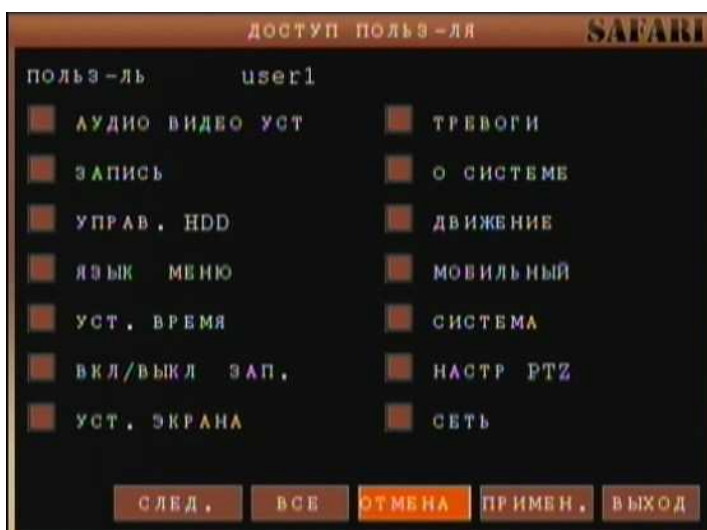 ДОСТУП ПОЛЬЗ-ЛЯ SAFARI
ПОЛЬЗ-ЛЬ user1
АУДИО ВИДЕО УСТ ТРЕВОГИ
ЗАПИСЬ О СИСТЕМЕ
УПРАВ. HDD ДВИЖЕНИЕ
ЯЗЫК МЕНЮ МОБИЛЬНЫЙ
УСТ. ВРЕМЯ СИСТЕМА
ВКЛ/ВЫКЛ ЗАП. НАСТР PTZ
УСТ. ЭКРАНА СЕТЬ
СЛЕД. ВСЕ ОТМЕНА ПРИМЕН. ВЫХОД